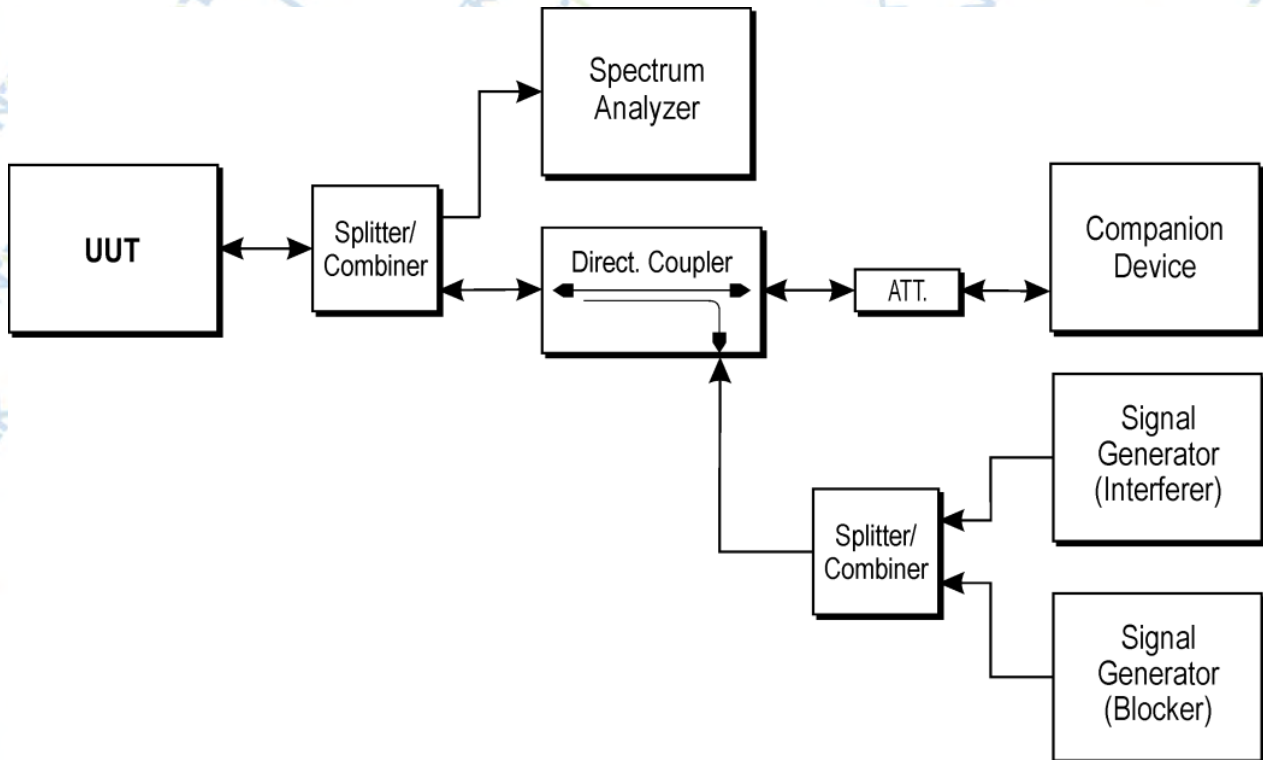 Spectrum
Analyzer
UUT
Splitter/
Combiner
Direct. Coupler
ATT.
Companion
Device
Signal
Generator
(Interferer)
Splitter/
Combiner
Signal
Generator
(Blocker)